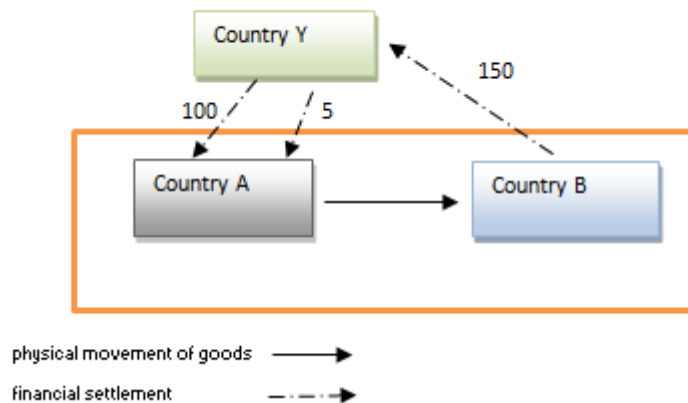 Country Y
150
100
5
Country A
Country B
physical movement of goods
financial settlement